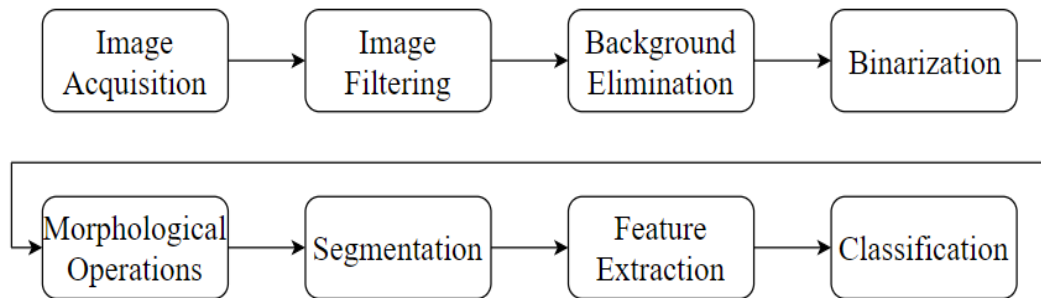 Image
Acquisition
Image
Filtering
Background
Elimination
Binarization
Morphological
Operations
Segmentation
Feature
Extraction
Classification